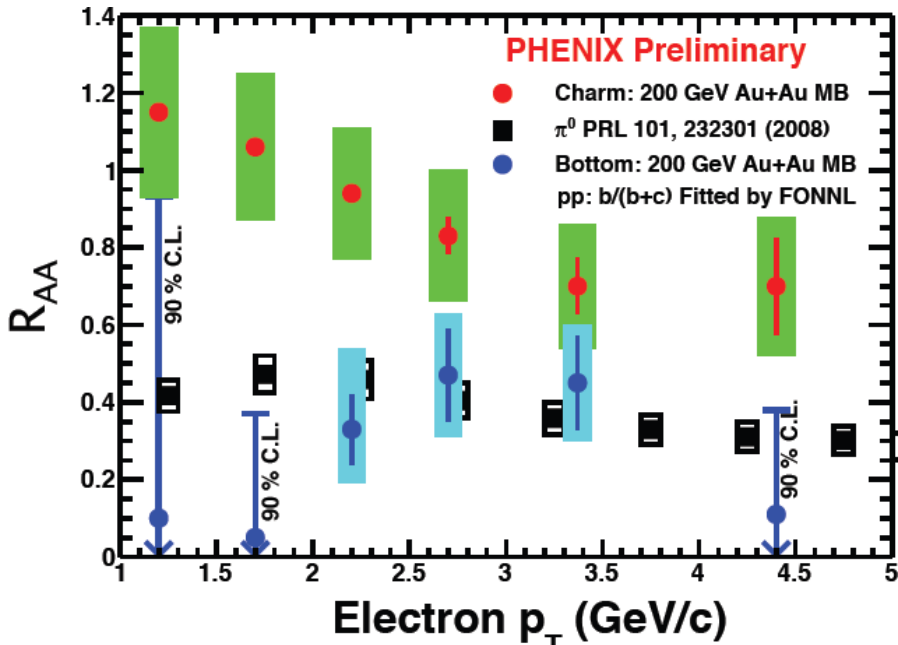 PHENIX Preliminary
Charm: 200 GeV Au+Au MB
π⁰ PRL 101, 232301 (2008)
Bottom: 200 GeV Au+Au MB
pp: b/(b+c) Fitted by FONNL
R_AA
1.4
1.2
1
0.8
0.6
0.4
0.2
0
90 % C.L.
90 % C.L.
90 % C.L.
1 1.5 2 2.5 3 3.5 4 4.5 5
Electron p_T (GeV/c)